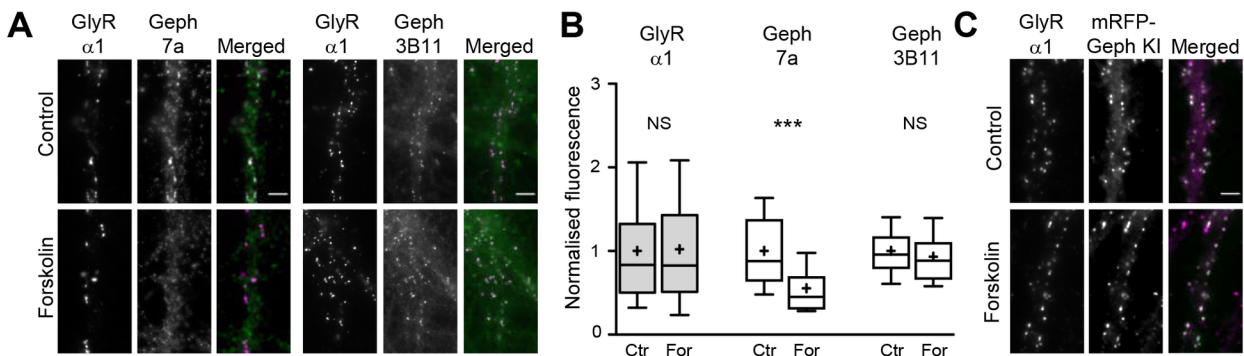 A
GlyR α1
Geph 7a
Merged
GlyR α1
Geph 3B11
Merged
Control
Forskolin
B
GlyR α1
Geph 7a
Geph 3B11
Normalised fluorescence
3
2
1
0
NS
***
NS
Ctr For
Ctr For
Ctr For
C
GlyR α1
mRFP-Geph KI
Merged
Control
Forskolin